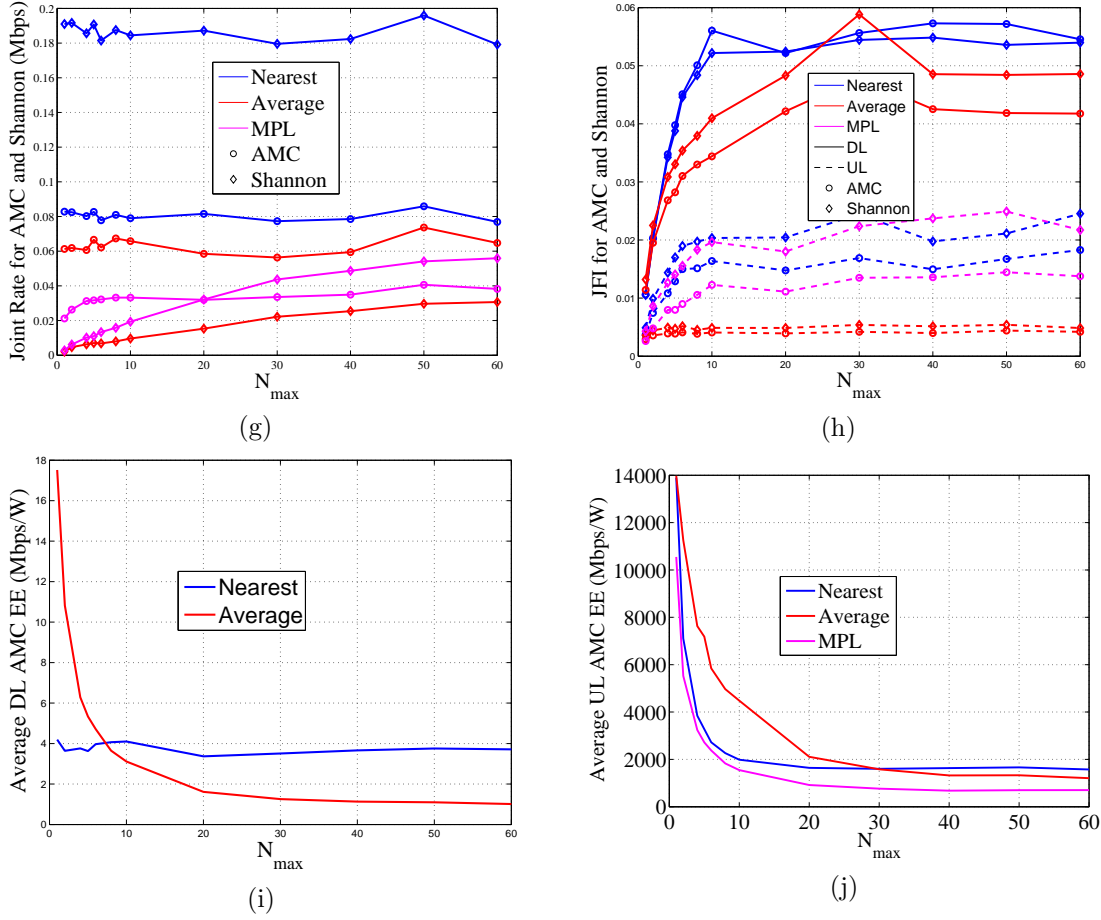 Joint Rate for AMC and Shannon (Mbps)
0.2
0.18
0.16
0.14
0.12
0.1
0.08
0.06
0.04
0.02
0
Nearest
Average
MPL
AMC
Shannon
0 10 20 30 40 50 60
N_max
(g)
JFI for AMC and Shannon
0.06
0.05
0.04
0.03
0.02
0.01
0
Nearest
Average
MPL
DL
UL
AMC
Shannon
0 10 20 30 40 50 60
N_max
(h)
Average DL AMC EE (Mbps/W)
18
16
14
12
10
8
6
4
2
0
Nearest
Average
0 10 20 30 40 50 60
N_max
(i)
Average UL AMC EE (Mbps/W)
14000
12000
10000
8000
6000
4000
2000
0
Nearest
Average
MPL
0 10 20 30 40 50 60
N_max
(j)